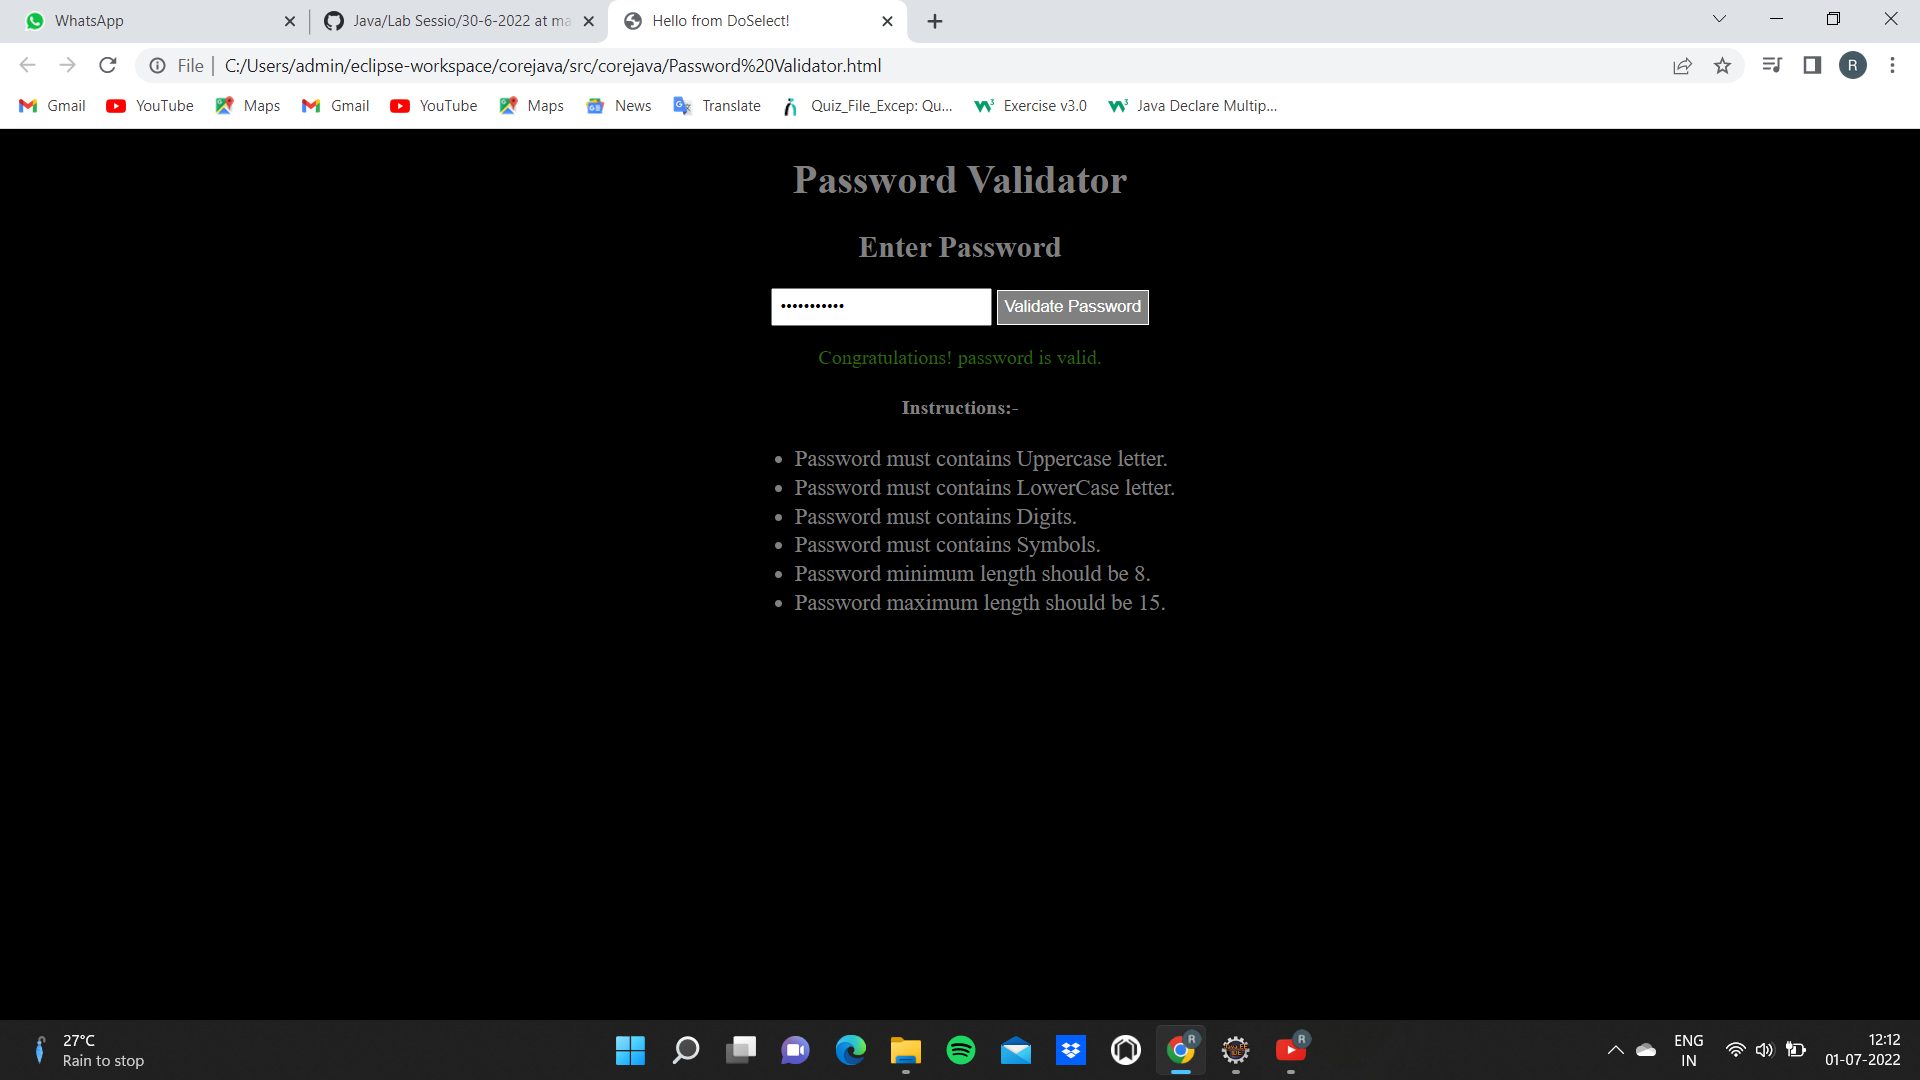 WhatsApp
Java/Lab Sessio/30-6-2022 at ma
Hello from DoSelect!
File
C:/Users/admin/eclipse-workspace/corejava/src/corejava/Password%20Validator.html
R
Gmail
YouTube
Maps
Gmail
YouTube
Maps
News
Translate
Quiz_File_Excep: Qu...
Exercise v3.0
Java Declare Multip...
Password Validator
Enter Password
•••••••••••
Validate Password
Congratulations! password is valid.
Instructions:-
• Password must contains Uppercase letter.
• Password must contains LowerCase letter.
• Password must contains Digits.
• Password must contains Symbols.
• Password minimum length should be 8.
• Password maximum length should be 15.
27°C
Rain to stop
R
R
ENG
IN
12:12
01-07-2022